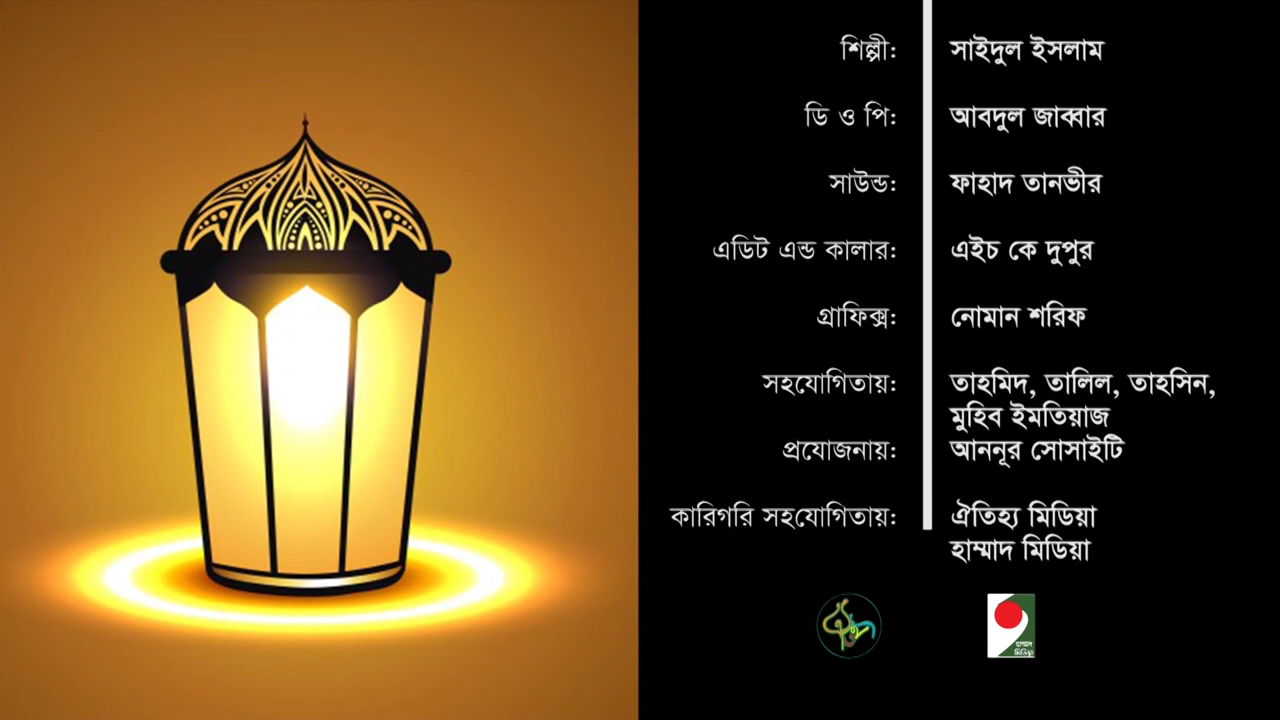 শিল্পী: সাইদুল ইসলাম
ডি ও পি: আবদুল জাব্বার
সাউন্ড: ফাহাদ তানভীর
এডিট এন্ড কালার: এইচ কে দুপুর
গ্রাফিক্স: নোমান শরিফ
সহযোগিতায়: তাহমিদ, তালিল, তাহসিন,
মুহিব ইমতিয়াজ
প্রযোজনায়: আননূর সোসাইটি
কারিগরি সহযোগিতায়: ঐতিহ্য মিডিয়া
হাম্মাদ মিডিয়া
হাম্মাদ
মিডিয়া